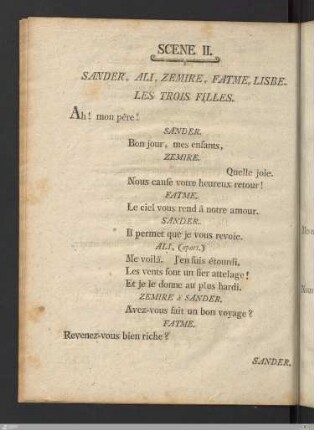 SCENE II.
SANDER, ALI, ZEMIRE, FATME, LISBE.
LES TROIS FILLES.
Ah! mon pére!
SANDER.
Bon jour, mes enfans,
ZEMIRE.
Quelle joie.
Nous cause votre heureux retour!
FATME.
Le ciel vous rend à notre amour.
SANDER.
Il permet que je vous revoie.
ALI, (apart.)
Me voilà. J'en suis étourdi,
Les vents sont un fier attelage!
Et je le donne au plus hardi.
ZEMIRE à SANDER.
Avez-vous fait un bon voyage?
FATME.
Revenez-vous bien riche?
SANDER.